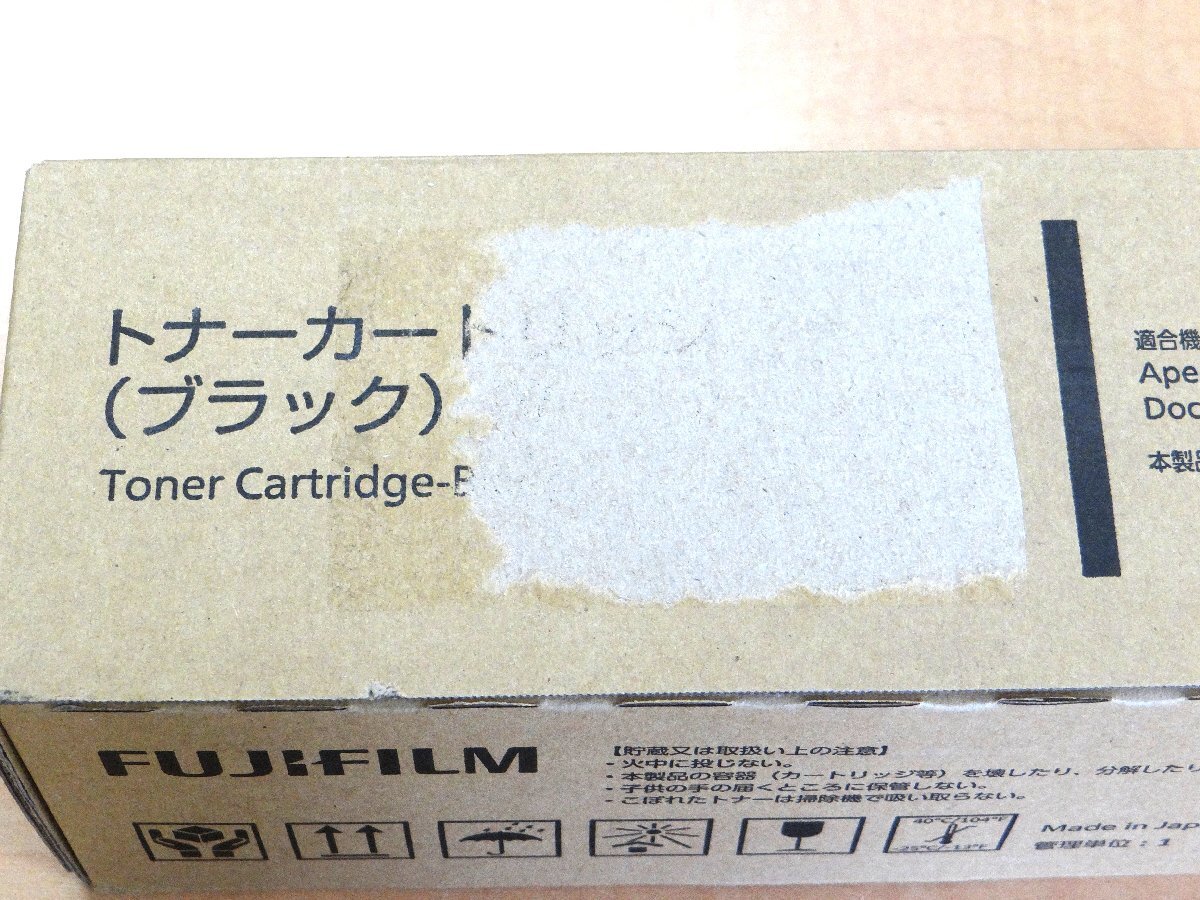 トナーカート
(ブラック)
Toner Cartridge-B
適合機
Ape
Doc
本製品
FUJIFILM
【貯蔵又は取扱い上の注意】
・火中に投じない。
・本製品の容器（カートリッジ等）を壊したり、分解したり
・子供の手の届くところに保管しない。
・こぼれたトナーは掃除機で吸い取らない。
40℃/104°F
Made in Jap
管理単位：1